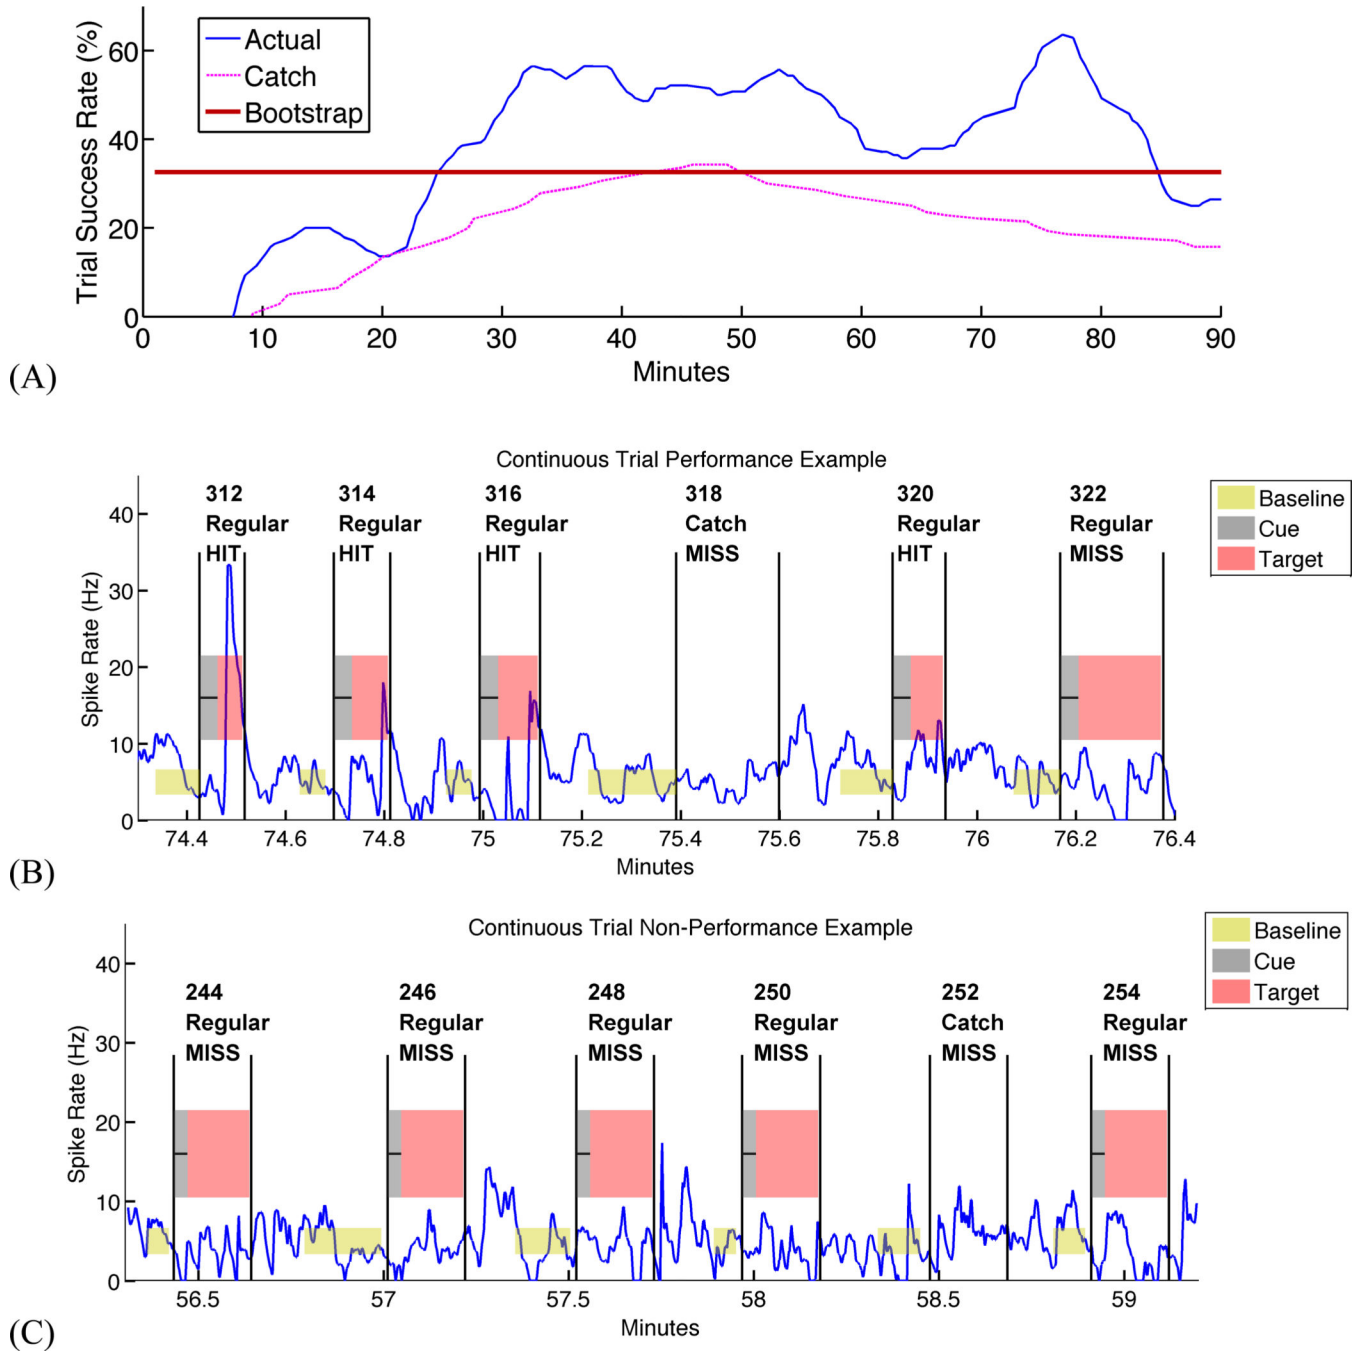 Trial Success Rate (%)
60
40
20
0
Actual
Catch
Bootstrap
0 10 20 30 40 50 60 70 80 90
Minutes
(A)
Continuous Trial Performance Example
Spike Rate (Hz)
40
30
20
10
0
312 314 316 318 320 322
Regular Regular Regular Catch Regular Regular
HIT HIT HIT MISS HIT MISS
Baseline
Cue
Target
74.4 74.6 74.8 75 75.2 75.4 75.6 75.8 76 76.2 76.4
Minutes
(B)
Continuous Trial Non-Performance Example
Spike Rate (Hz)
40
30
20
10
0
244 246 248 250 252 254
Regular Regular Regular Regular Catch Regular
MISS MISS MISS MISS MISS MISS
Baseline
Cue
Target
56.5 57 57.5 58 58.5 59
Minutes
(C)